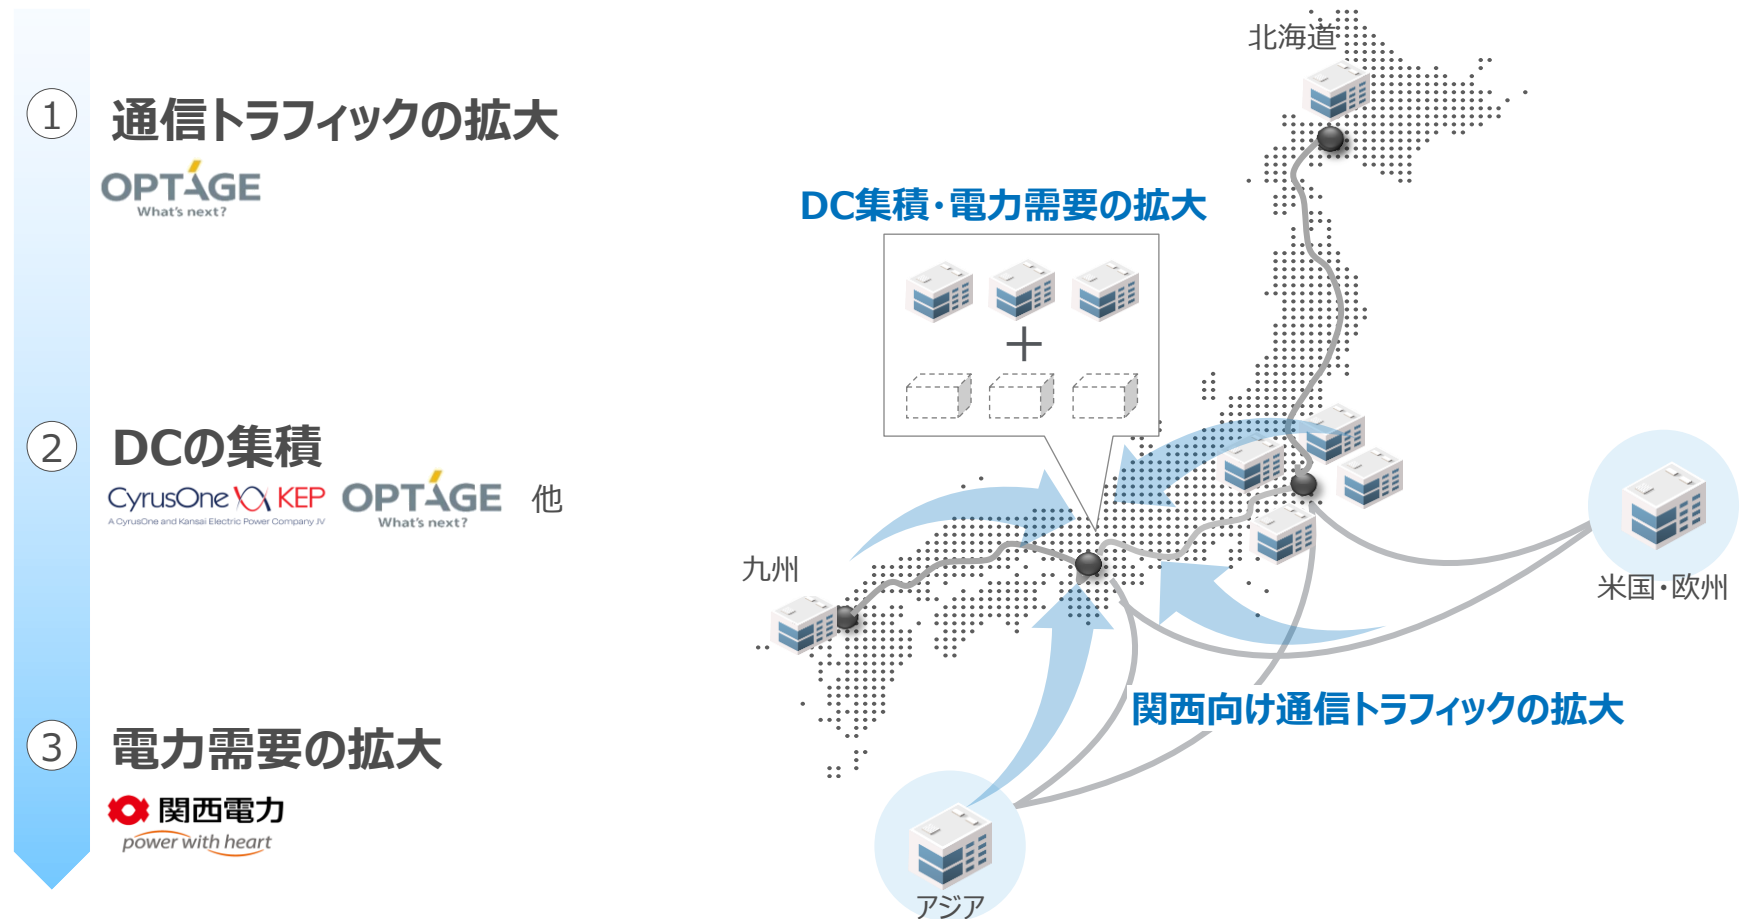 ① 通信トラフィックの拡大
OPTAGE
What's next?
② DCの集積
CyrusOne KEP
A CyrusOne and Kansai Electric Power Company JV
OPTAGE
What's next?
他
③ 電力需要の拡大
関西電力
power with heart
北海道
DC集積・電力需要の拡大
+
九州
米国・欧州
関西向け通信トラフィックの拡大
アジア